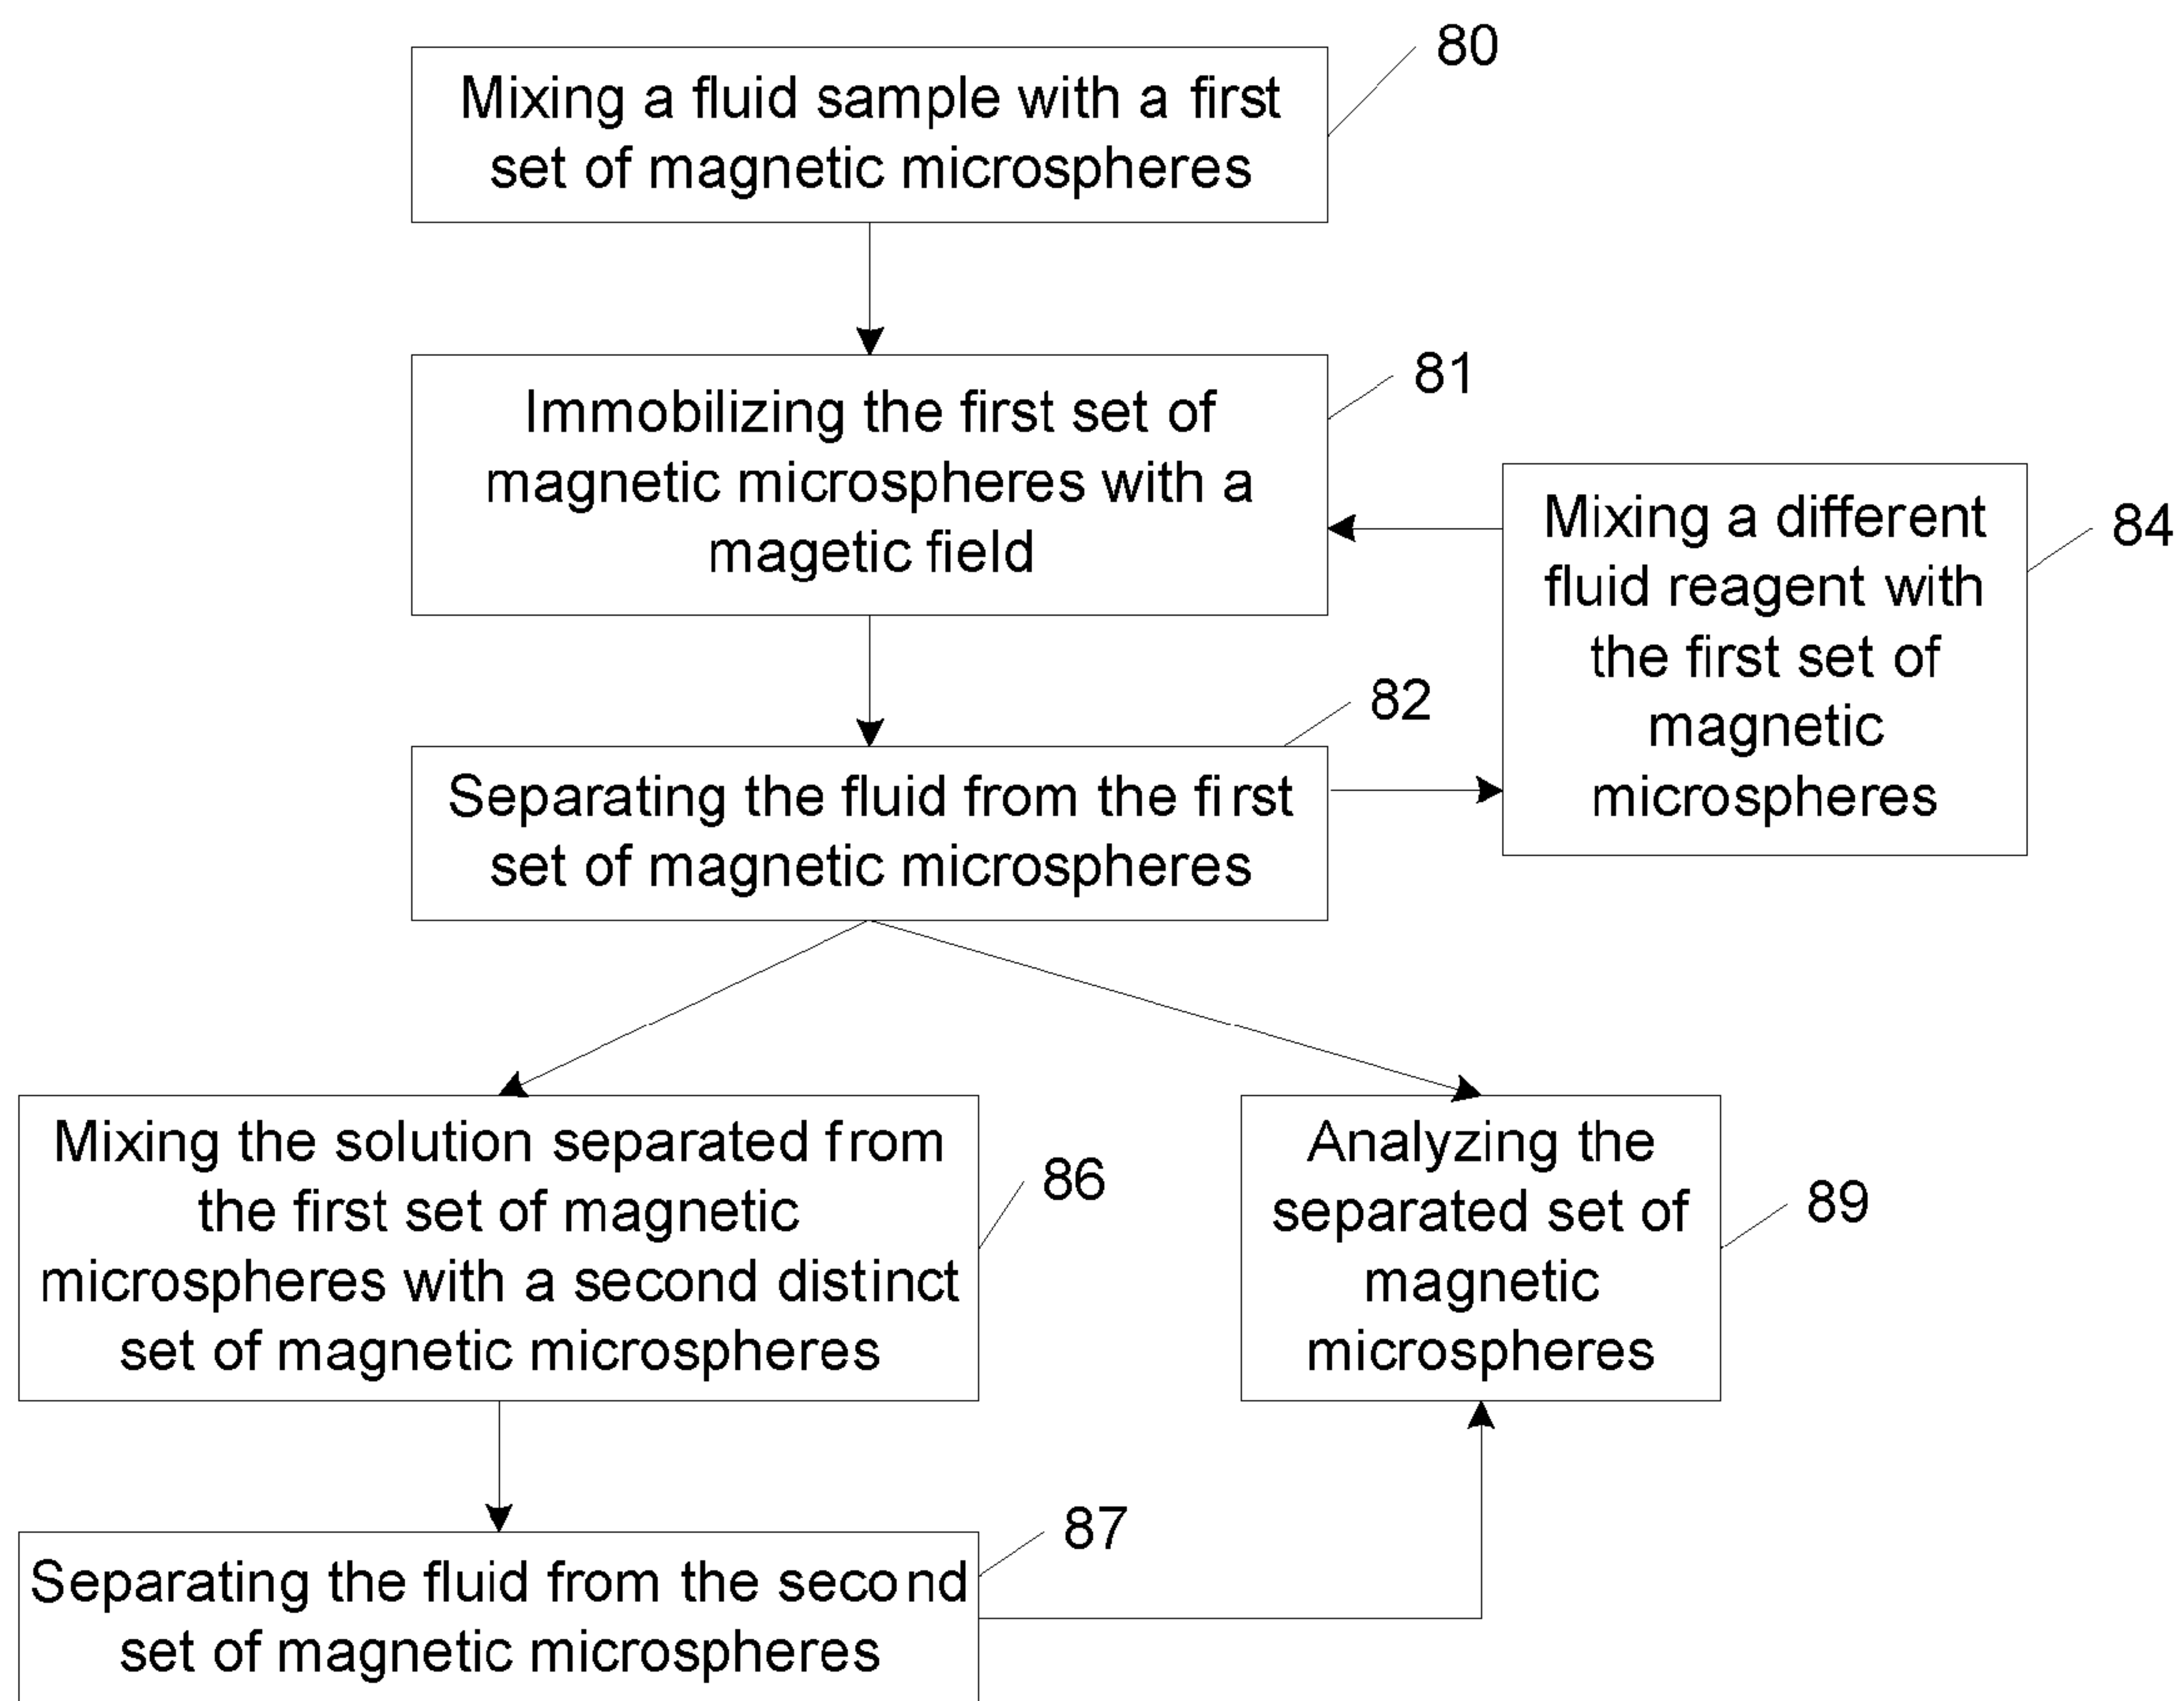 80
Mixing a fluid sample with a first
set of magnetic microspheres
81
Immobilizing the first set of
magnetic microspheres with a
magetic field
84
Mixing a different
fluid reagent with
the first set of
magnetic
microspheres
82
Separating the fluid from the first
set of magnetic microspheres
86
Mixing the solution separated from
the first set of magnetic
microspheres with a second distinct
set of magnetic microspheres
89
Analyzing the
separated set of
magnetic
microspheres
87
Separating the fluid from the second
set of magnetic microspheres